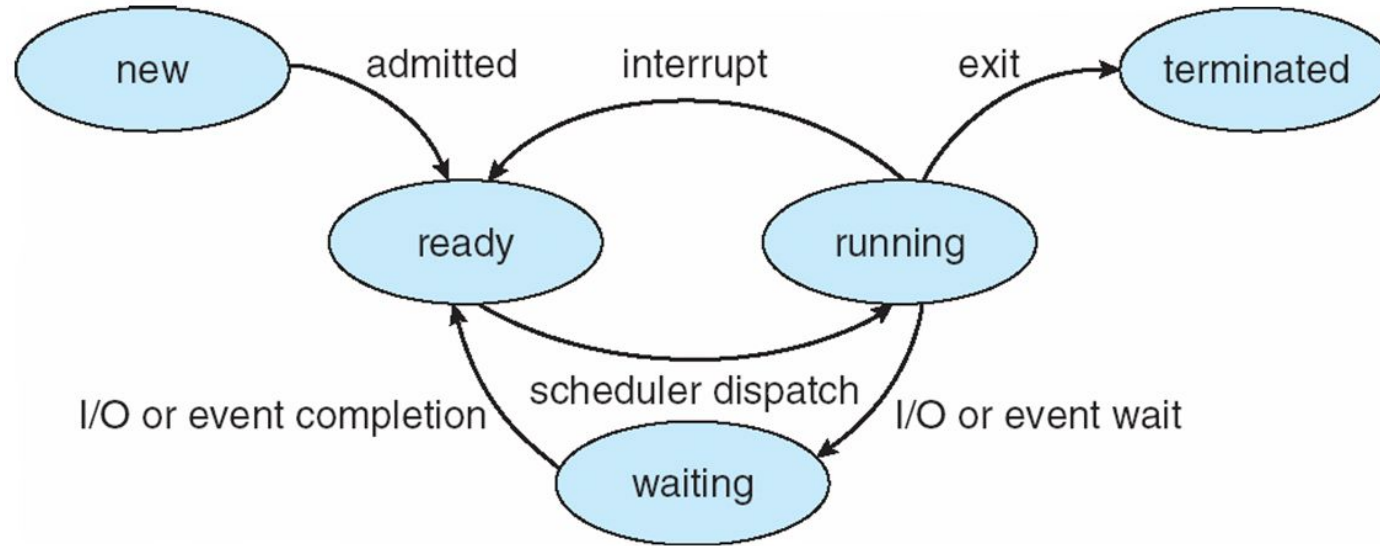 new
admitted
interrupt
exit
terminated
ready
running
I/O or event completion
scheduler dispatch
I/O or event wait
waiting